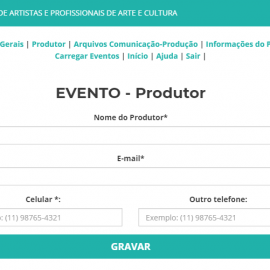 DE ARTISTAS E PROFISSIONAIS DE ARTE E CULTURA
Gerais | Produtor | Arquivos Comunicação-Produção | Informações do
Carregar Eventos | Início | Ajuda | Sair |
EVENTO - Produtor
Nome do Produtor*
E-mail*
Celular *:
Outro telefone:
: (11) 98765-4321
Exemplo: (11) 98765-4321
GRAVAR